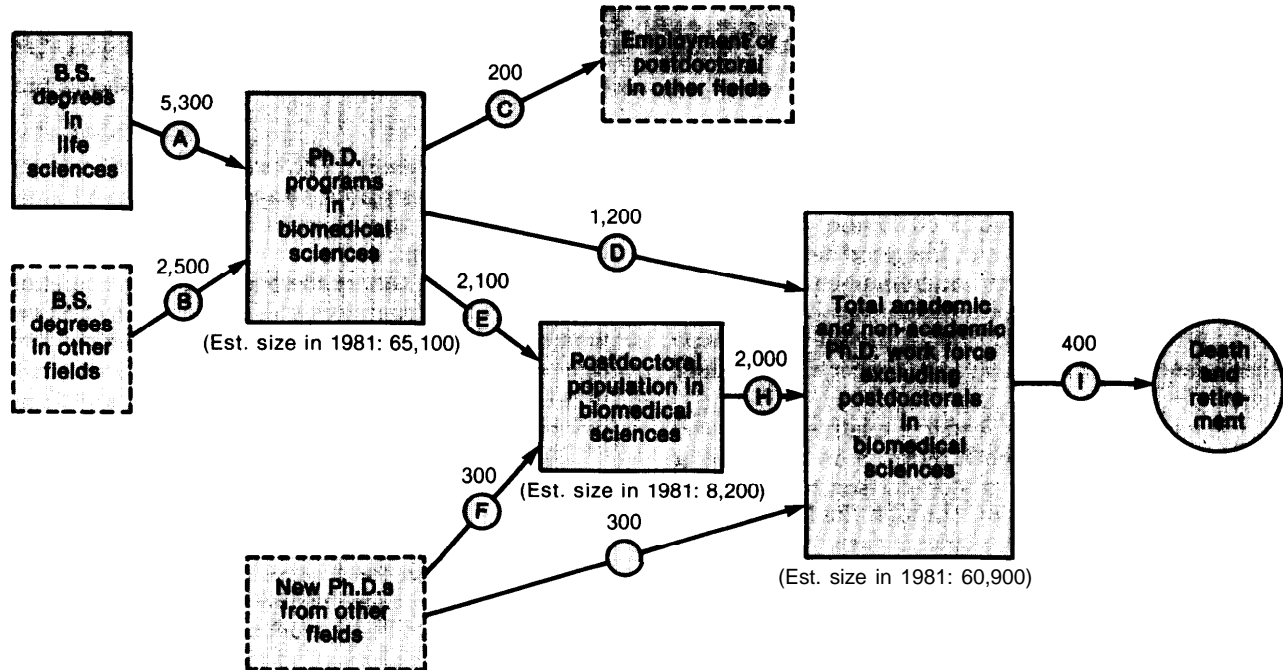 B.S.
degrees
in
life
sciences
5,300
A
B.S.
degrees
in other
fields
2,500
B
Ph.D.
programs
in
biomedical
sciences
(Est. size in 1981: 65,100)
200
C
Employment or
postdoctoral
in other fields
1,200
D
2,100
E
Postdoctoral
population in
biomedical
sciences
(Est. size in 1981: 8,200)
300
F
New Ph.D.s
from other
fields
300
2,000
H
Total academic
and non-academic
Ph.D. work force
excluding
postdoctorals
in
biomedical
sciences
(Est. size in 1981: 60,900)
400
I
Death
and
retire-
ment